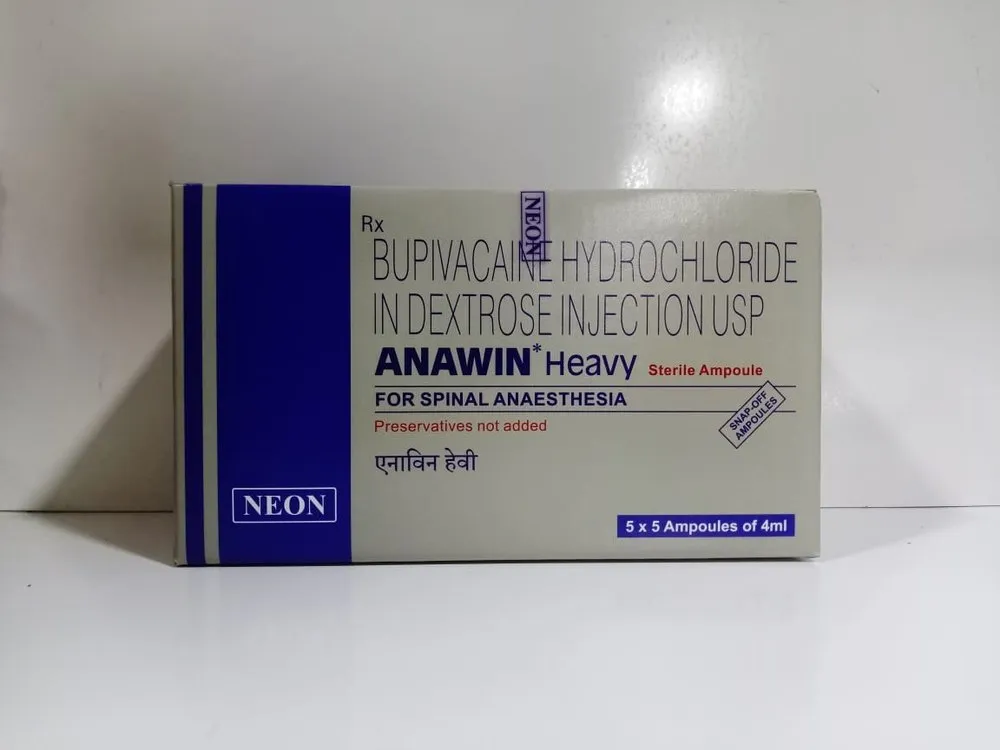 Rx
NEON
BUPIVACAINE HYDROCHLORIDE
IN DEXTROSE INJECTION USP
ANAWIN* Heavy Sterile Ampoule
FOR SPINAL ANAESTHESIA
SNAP-OFF
AMPOULES
Preservatives not added
एनाविन हेवी
NEON
5 x 5 Ampoules of 4ml